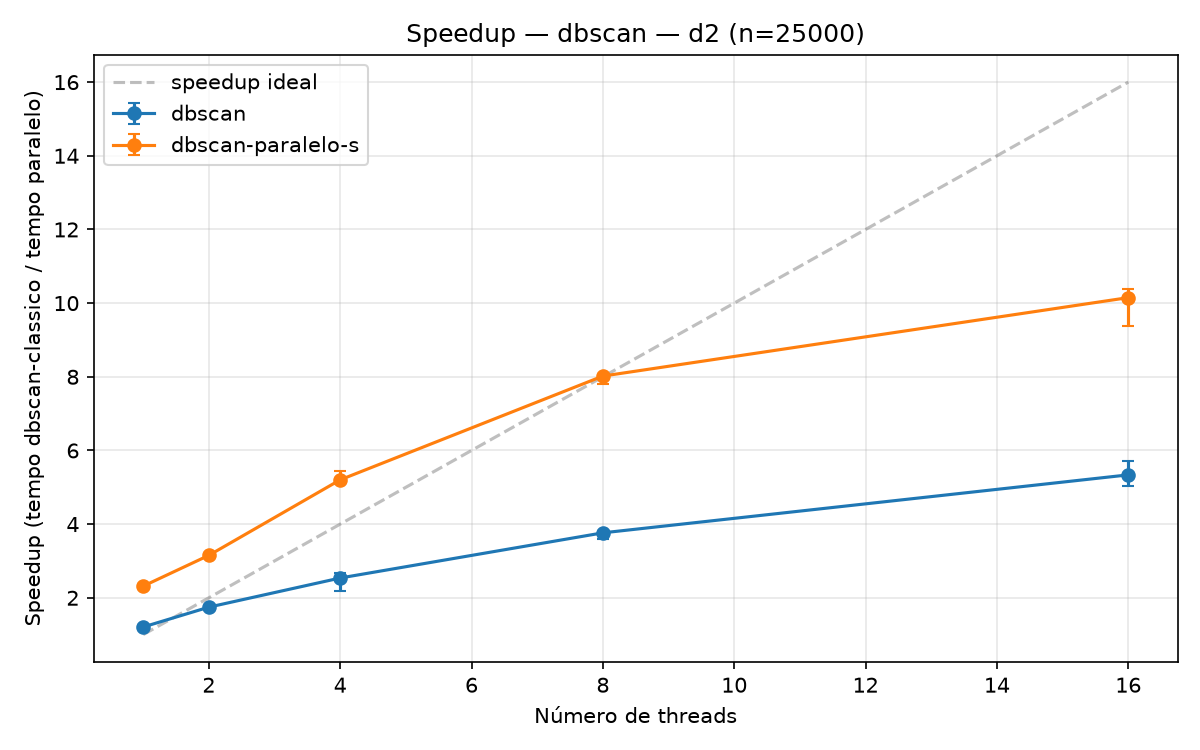 Speedup — dbscan — d2 (n=25000)
speedup ideal
dbscan
dbscan-paralelo-s
Speedup (tempo dbscan-classico / tempo paralelo)
16
14
12
10
8
6
4
2
2 4 6 8 10 12 14 16
Número de threads